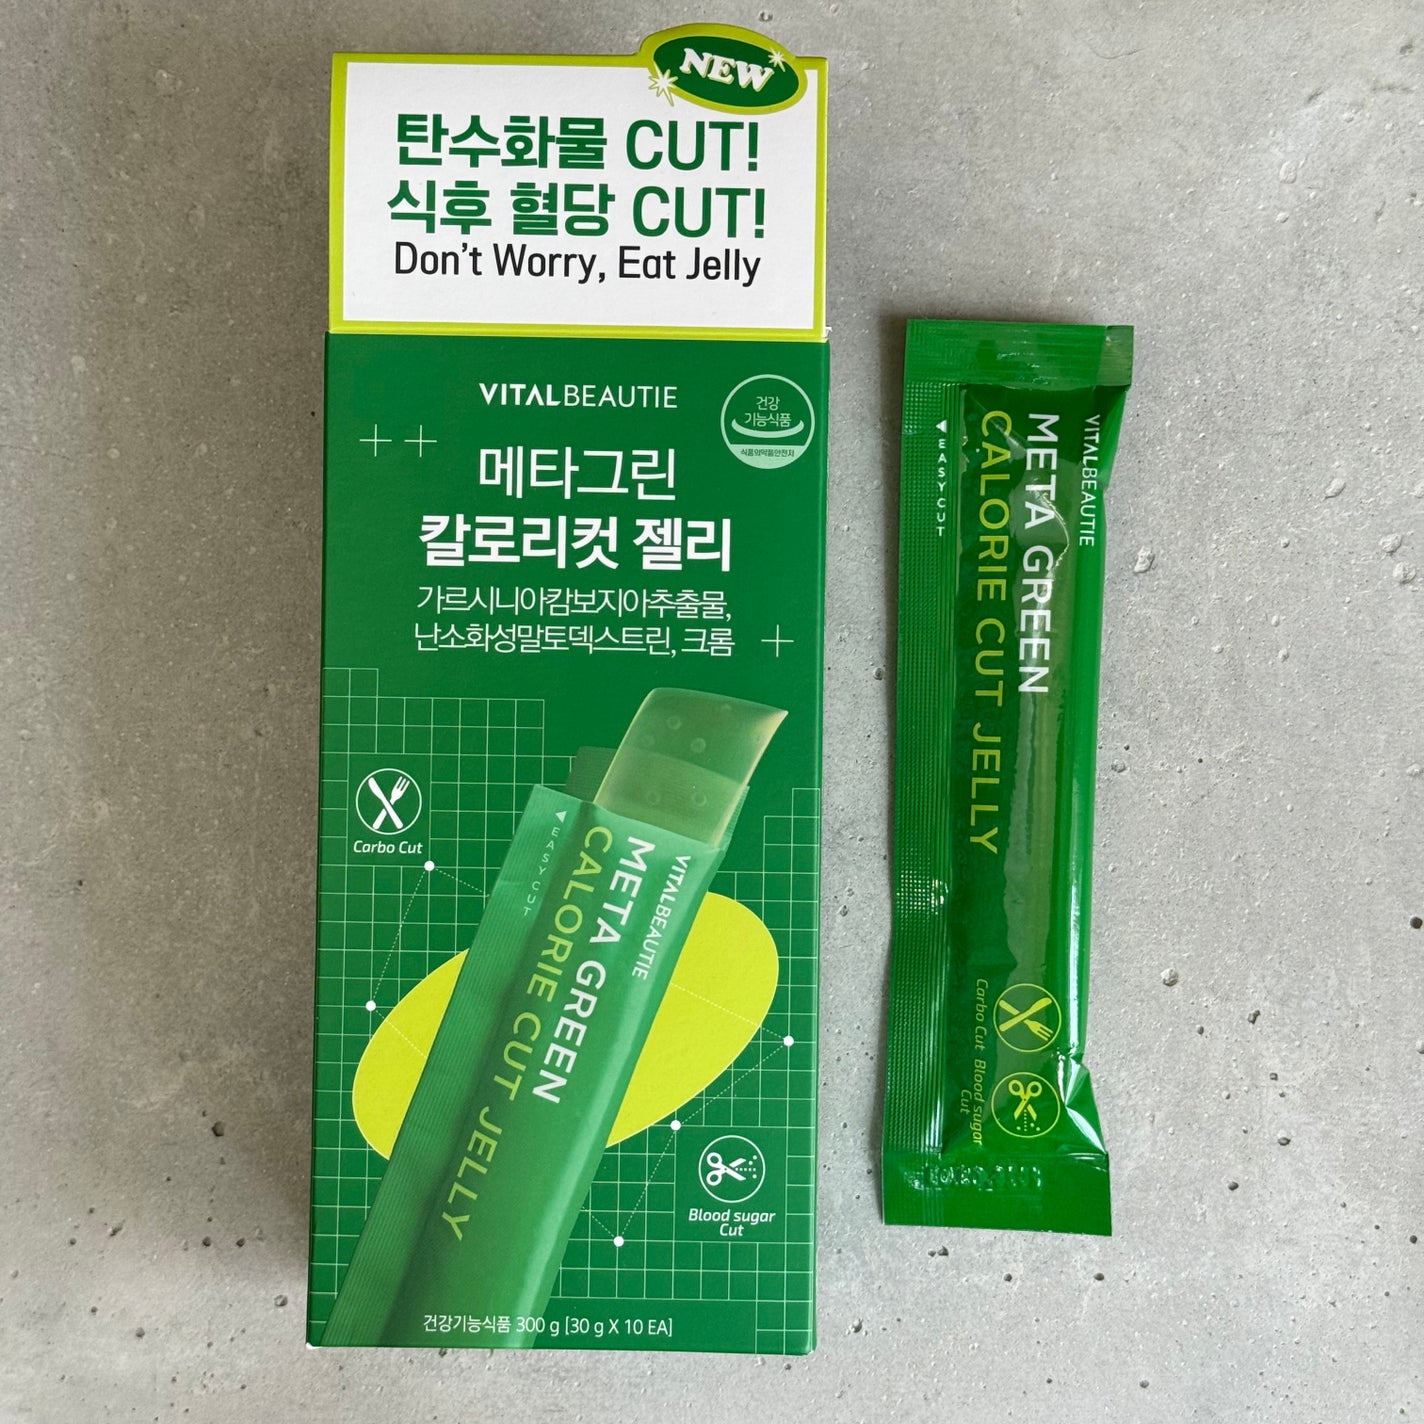 NEW
탄수화물 CUT!
식후 혈당 CUT!
Don't Worry, Eat Jelly
VITALBEAUTIE
건강
기능식품
식품의약품안전처
메타그린
칼로리컷 젤리
가르시니아캄보지아추출물,
난소화성말토덱스트린, 크롬
Carbo Cut
EASY CUT
VITALBEAUTIE
META GREEN
CALORIE CUT JELLY
Blood sugar
Cut
건강기능식품 300 g [30 g X 10 EA]
EASY CUT
VITALBEAUTIE
META GREEN
CALORIE CUT JELLY
Carbo Cut
Blood sugar
Cut